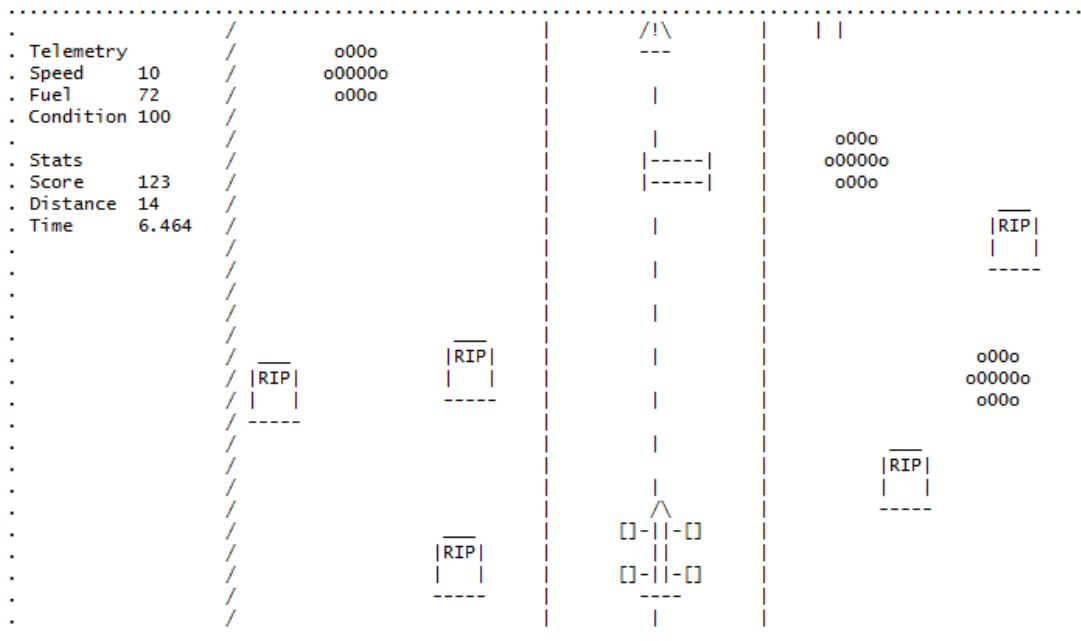 Telemetry
Speed 10
Fuel 72
Condition 100
Stats
Score 123
Distance 14
Time 6.464
RIP
RIP
RIP
RIP
RIP